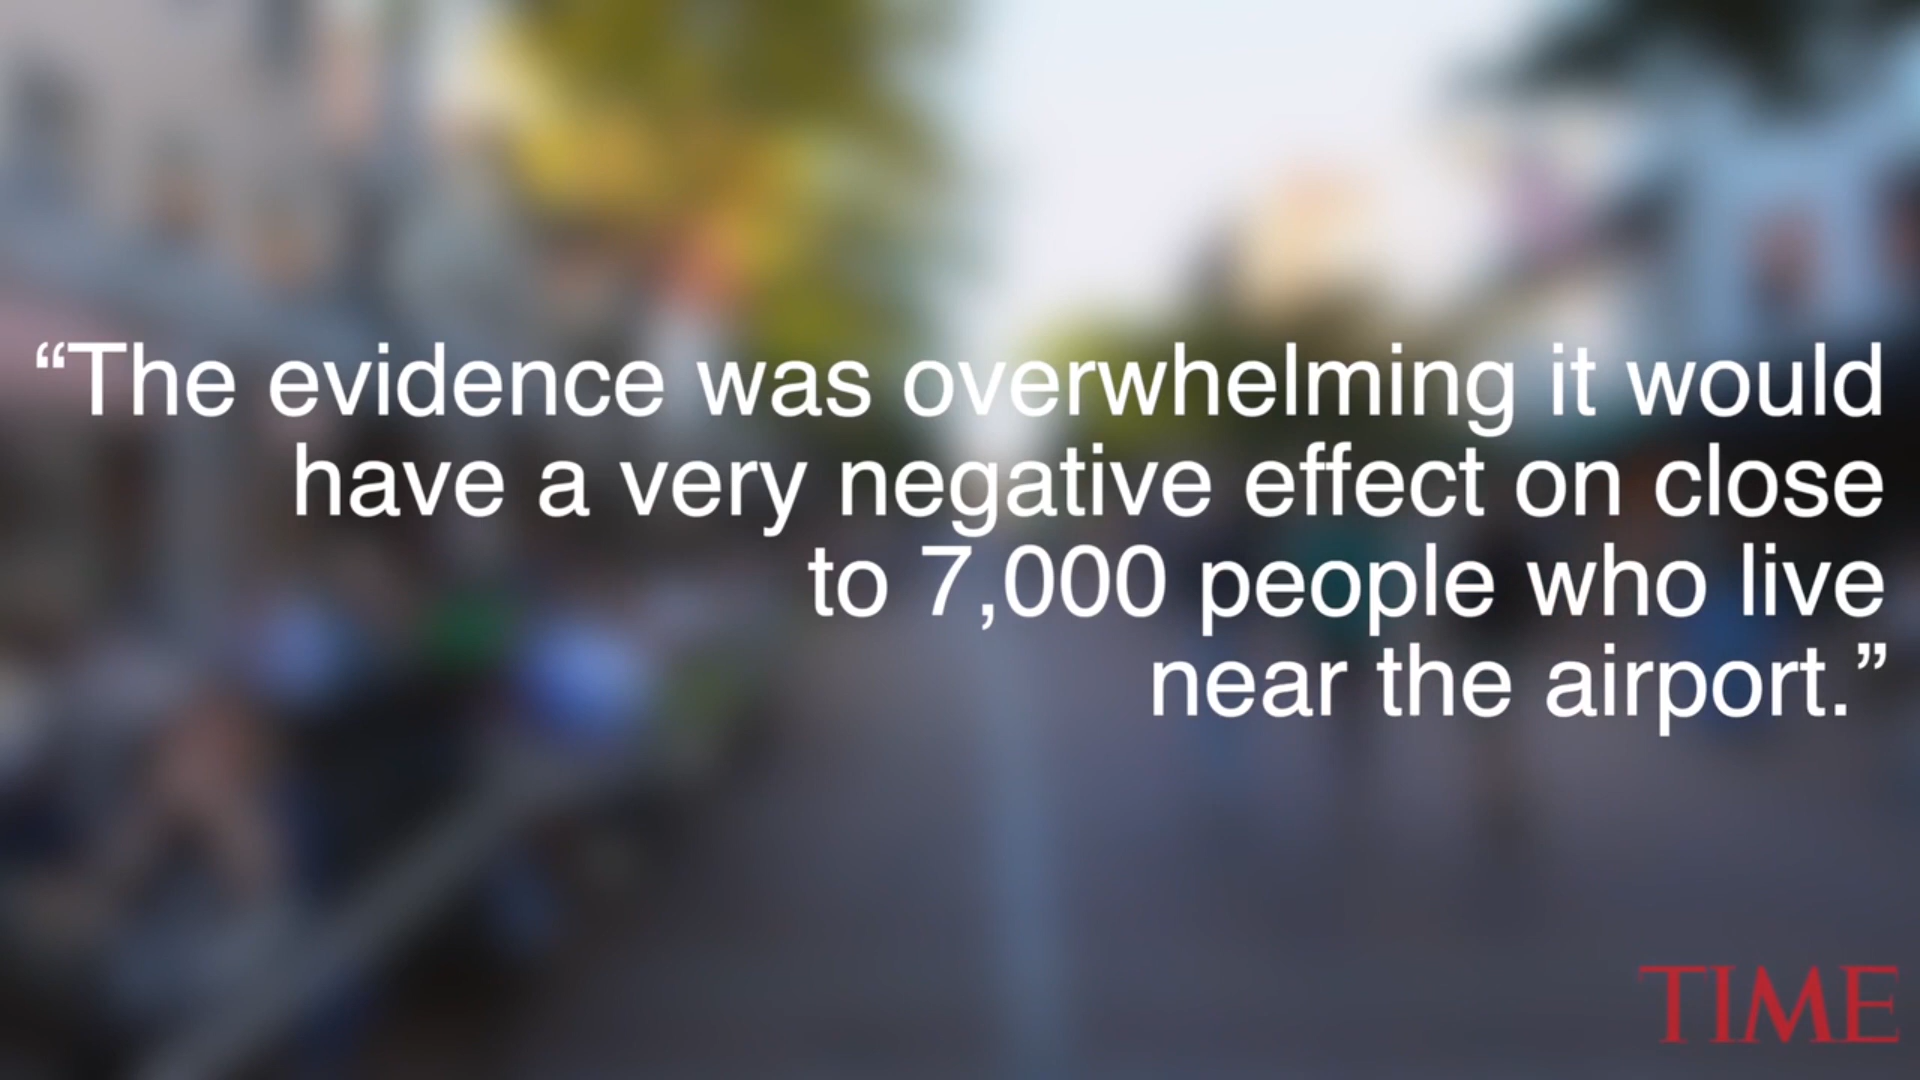 “The evidence was overwhelming it would
have a very negative effect on close
to 7,000 people who live
near the airport.”
TIME